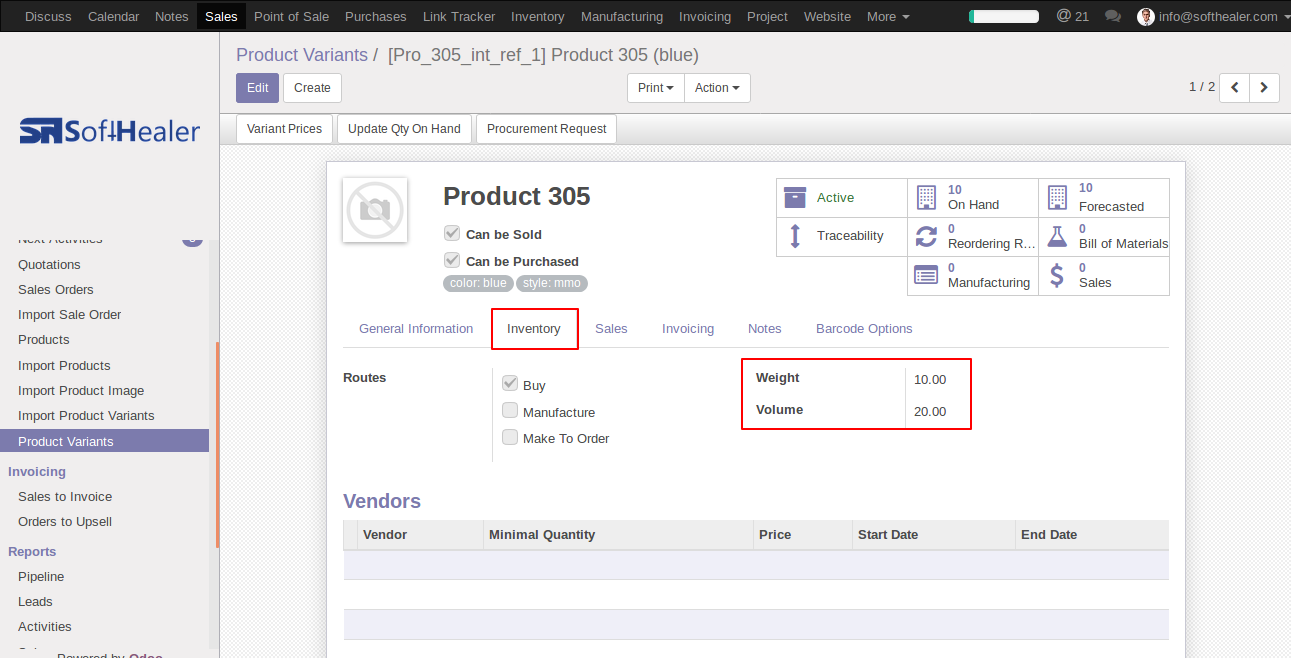 Discuss Calendar Notes Sales Point of Sale Purchases Link Tracker Inventory Manufacturing Invoicing Project Website More @ 21 info@softhealer.com
Product Variants / [Pro_305_int_ref_1] Product 305 (blue)
Edit Create Print Action 1 / 2
Variant Prices Update Qty On Hand Procurement Request
SoftHealer
Next Activities
Quotations
Sales Orders
Import Sale Order
Products
Import Products
Import Product Image
Import Product Variants
Product Variants
Invoicing
Sales to Invoice
Orders to Upsell
Reports
Pipeline
Leads
Activities
Powered by Odoo
Product 305
Can be Sold
Can be Purchased
color: blue style: mmo
Active
10
On Hand
10
Forecasted
Traceability
0
Reordering R...
0
Bill of Materials
0
Manufacturing
0
Sales
General Information Inventory Sales Invoicing Notes Barcode Options
Routes
Buy
Manufacture
Make To Order
Weight 10.00
Volume 20.00
Vendors
Vendor Minimal Quantity Price Start Date End Date